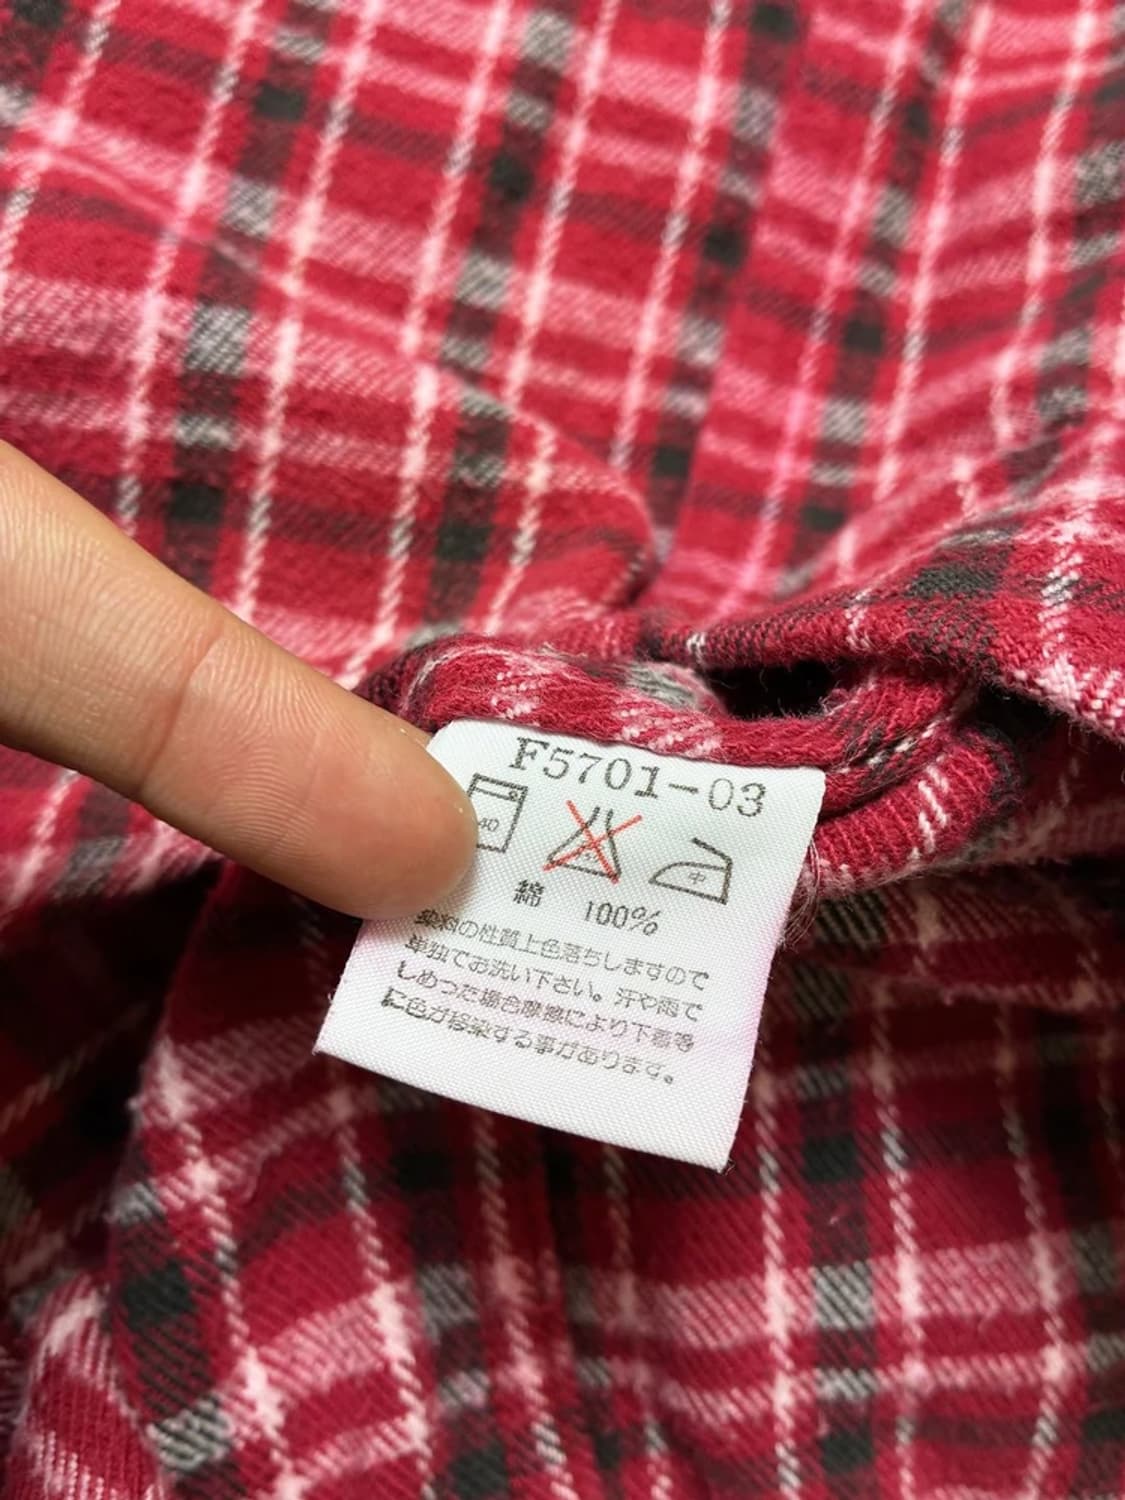 F5701-03
40 中
綿 100%
染料の性質上色落ちしますので
単独でお洗い下さい。汗や雨で
しめった場合摩擦により下着等
に色が移染する事があります。